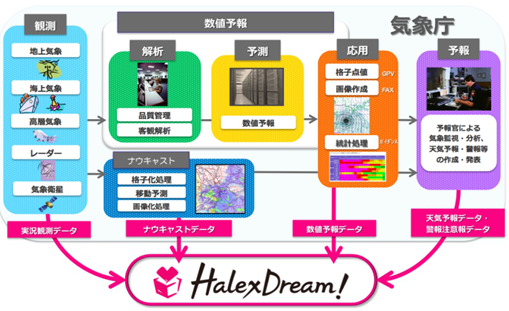 気象庁
観測
地上気象
海上気象
高層気象
レーダー
気象衛星
数値予報
解析
品質管理
客観解析
予測
数値予報
応用
格子点値 GPV
画像作成 FAX
統計処理 ガイダンス
予報
予報官による
気象監視・分析、
天気予報・警報等
の作成・発表
ナウキャスト
格子化処理
移動予測
画像化処理
実況観測データ
ナウキャストデータ
数値予報データ
天気予報データ・
警報注意報データ
HalexDream!